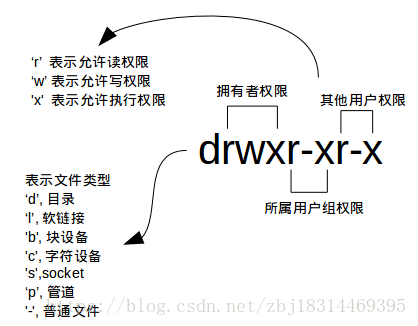 ‘r’ 表示允许读权限
‘w’ 表示允许写权限
'x' 表示允许执行权限
拥有者权限
其他用户权限
drwxr-xr-x
所属用户组权限
表示文件类型
‘d’, 目录
‘l’, 软链接
'b', 块设备
'c', 字符设备
's',socket
‘p’, 管道
'-', 普通文件
https://blog.csdn.net/zbj18314469395